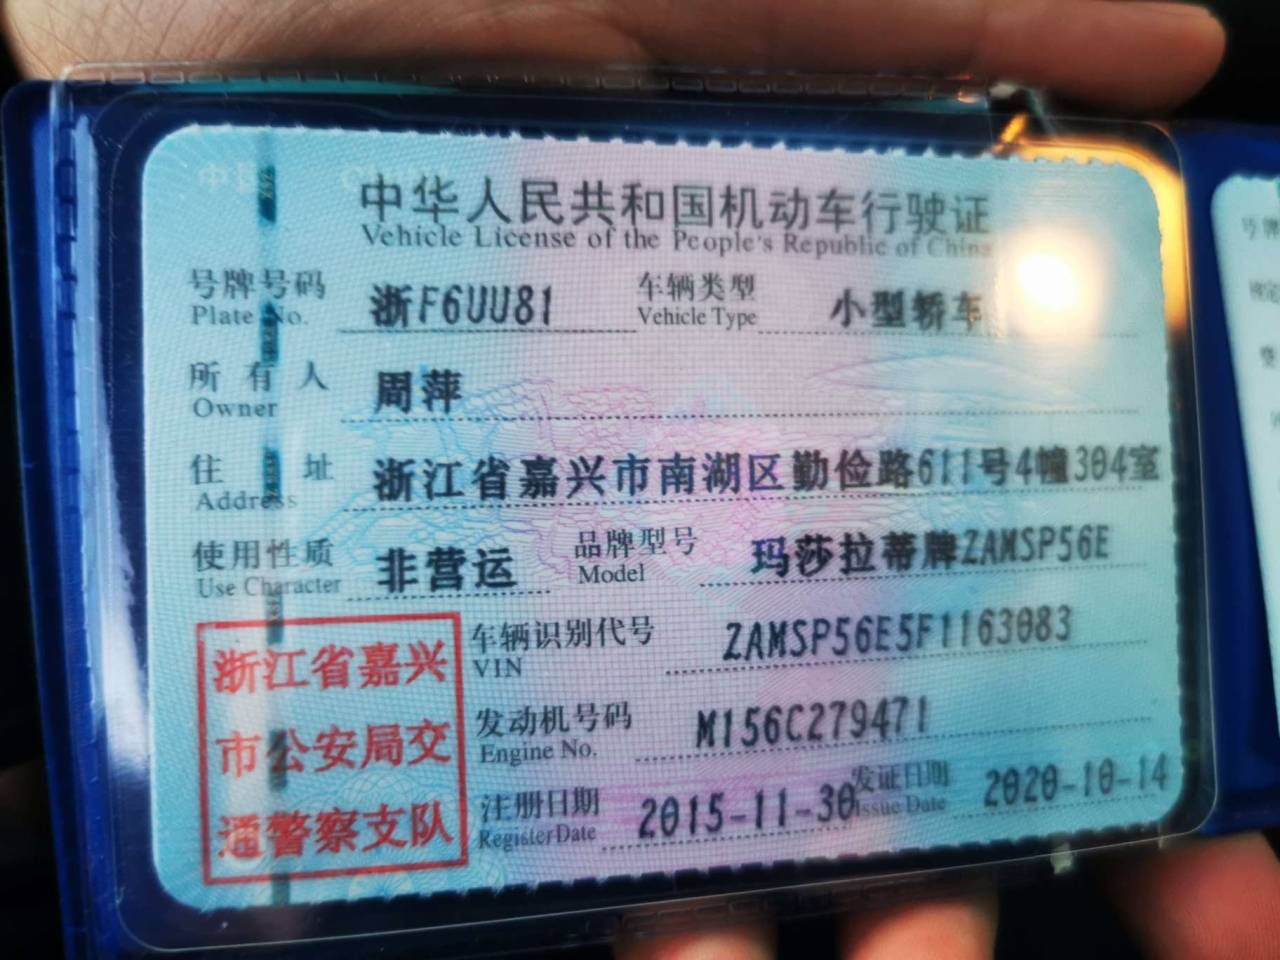 中华人民共和国机动车行驶证
Vehicle License of the People's Republic of China
号牌号码 浙F6UU81 车辆类型 小型轿车
Plate No. Vehicle Type
所有人 周萍
Owner
住址 浙江省嘉兴市南湖区勤俭路611号4幢304室
Address
使用性质 非营运 品牌型号 玛莎拉蒂牌ZAMSP56E
Use Character Model
浙江省嘉兴
市公安局交
通警察支队
车辆识别代号 ZAMSP56E5F1163083
VIN
发动机号码 M156C279471
Engine No.
注册日期 2015-11-30 发证日期 2020-10-14
Register Date Issue Date
号牌